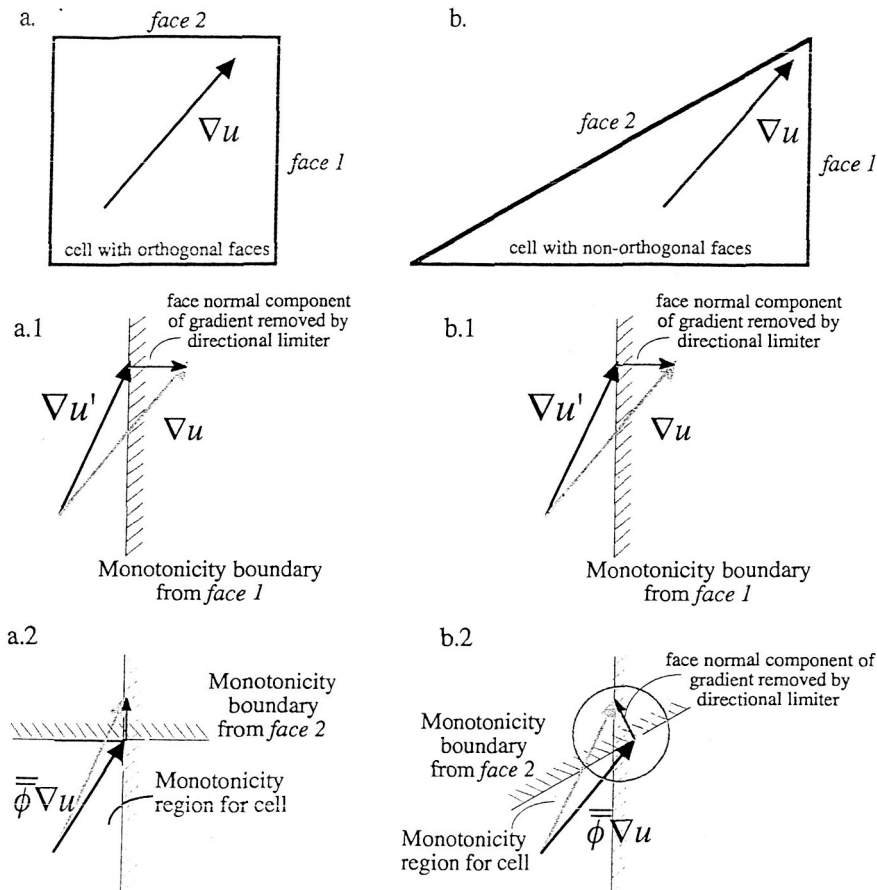 a.
face 2
∇u
face 1
cell with orthogonal faces
b.
face 2
∇u
face 1
cell with non-orthogonal faces
a.1
face normal component
of gradient removed by
directional limiter
∇u'
∇u
Monotonicity boundary
from face 1
b.1
face normal component
of gradient removed by
directional limiter
∇u'
∇u
Monotonicity boundary
from face 1
a.2
Monotonicity
boundary
from face 2
Monotonicity
region for cell
ϕ̿∇u
b.2
face normal component of
gradient removed by
directional limiter
Monotonicity
boundary
from face 2
Monotonicity
region for cell
ϕ̿∇u